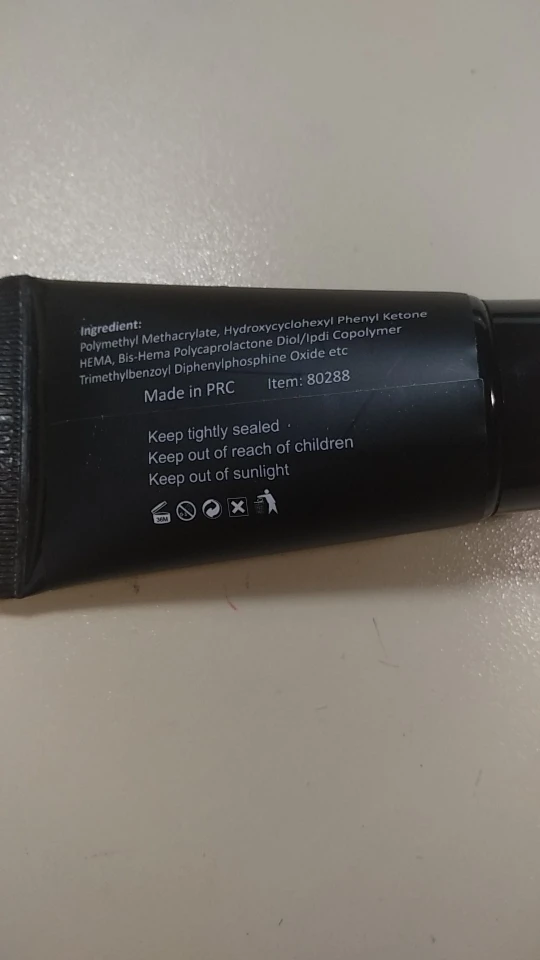 Ingredient:
Polymethyl Methacrylate, Hydroxycyclohexyl Phenyl Ketone
HEMA, Bis-Hema Polycaprolactone Diol/Ipdi Copolymer
Trimethylbenzoyl Diphenylphosphine Oxide etc
Made in PRC Item: 80288
Keep tightly sealed
Keep out of reach of children
Keep out of sunlight
36M